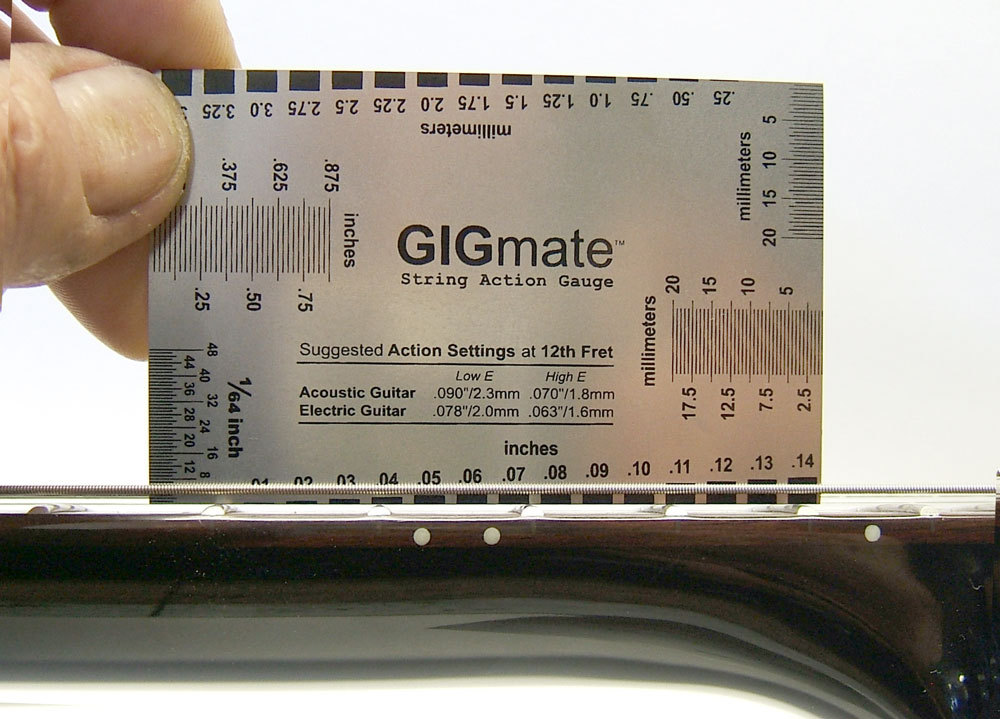 3.25 3.0 2.75 2.5 2.25 2.0 1.75 1.5 1.25 1.0 .75 .50 .25
millimeters
.375 .625 .875
inches
.25 .50 .75
5 10 15 20
millimeters
GIGmate™
String Action Gauge
20 15 10 5
millimeters
17.5 12.5 7.5 2.5
Suggested Action Settings at 12th Fret
Low E High E
Acoustic Guitar .090"/2.3mm .070"/1.8mm
Electric Guitar .078"/2.0mm .063"/1.6mm
48 44 40 36 32 28 24 20 16 12 8
1/64 inch
inches
02 03 .04 .05 .06 .07 .08 .09 .10 .11 .12 .13 .14